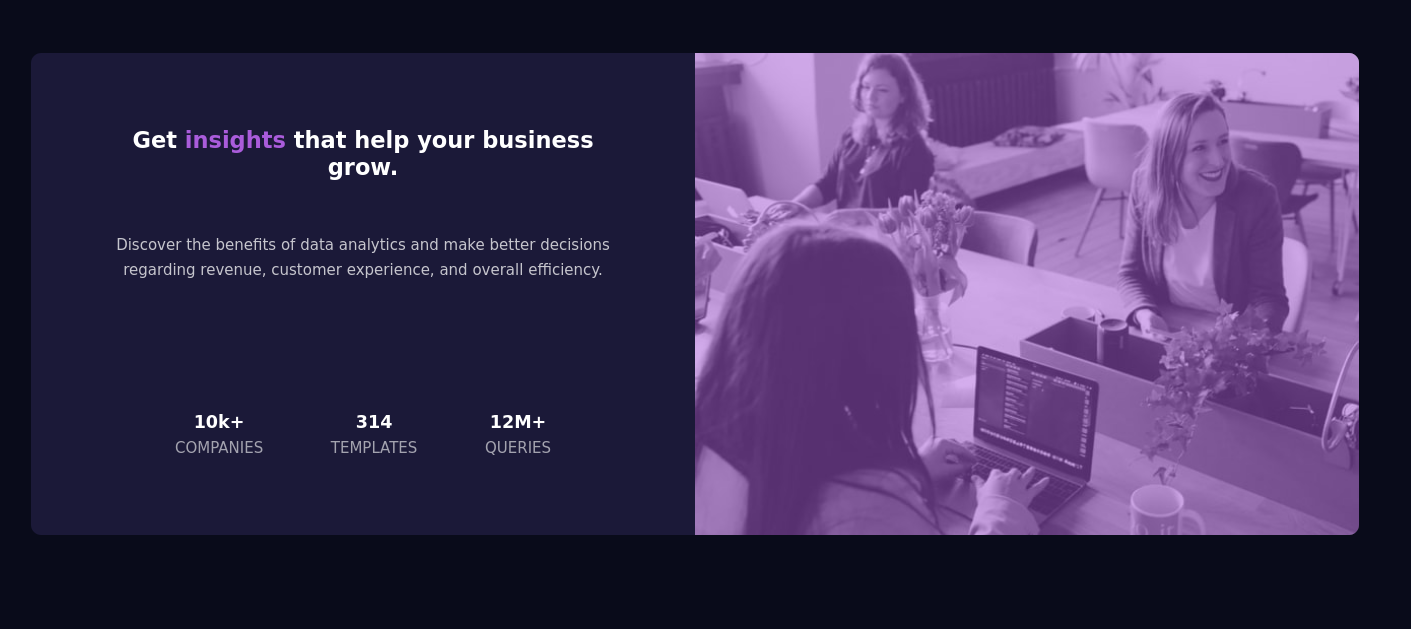 Get insights that help your business
grow.
Discover the benefits of data analytics and make better decisions
regarding revenue, customer experience, and overall efficiency.
10k+ 314 12M+
COMPANIES TEMPLATES QUERIES